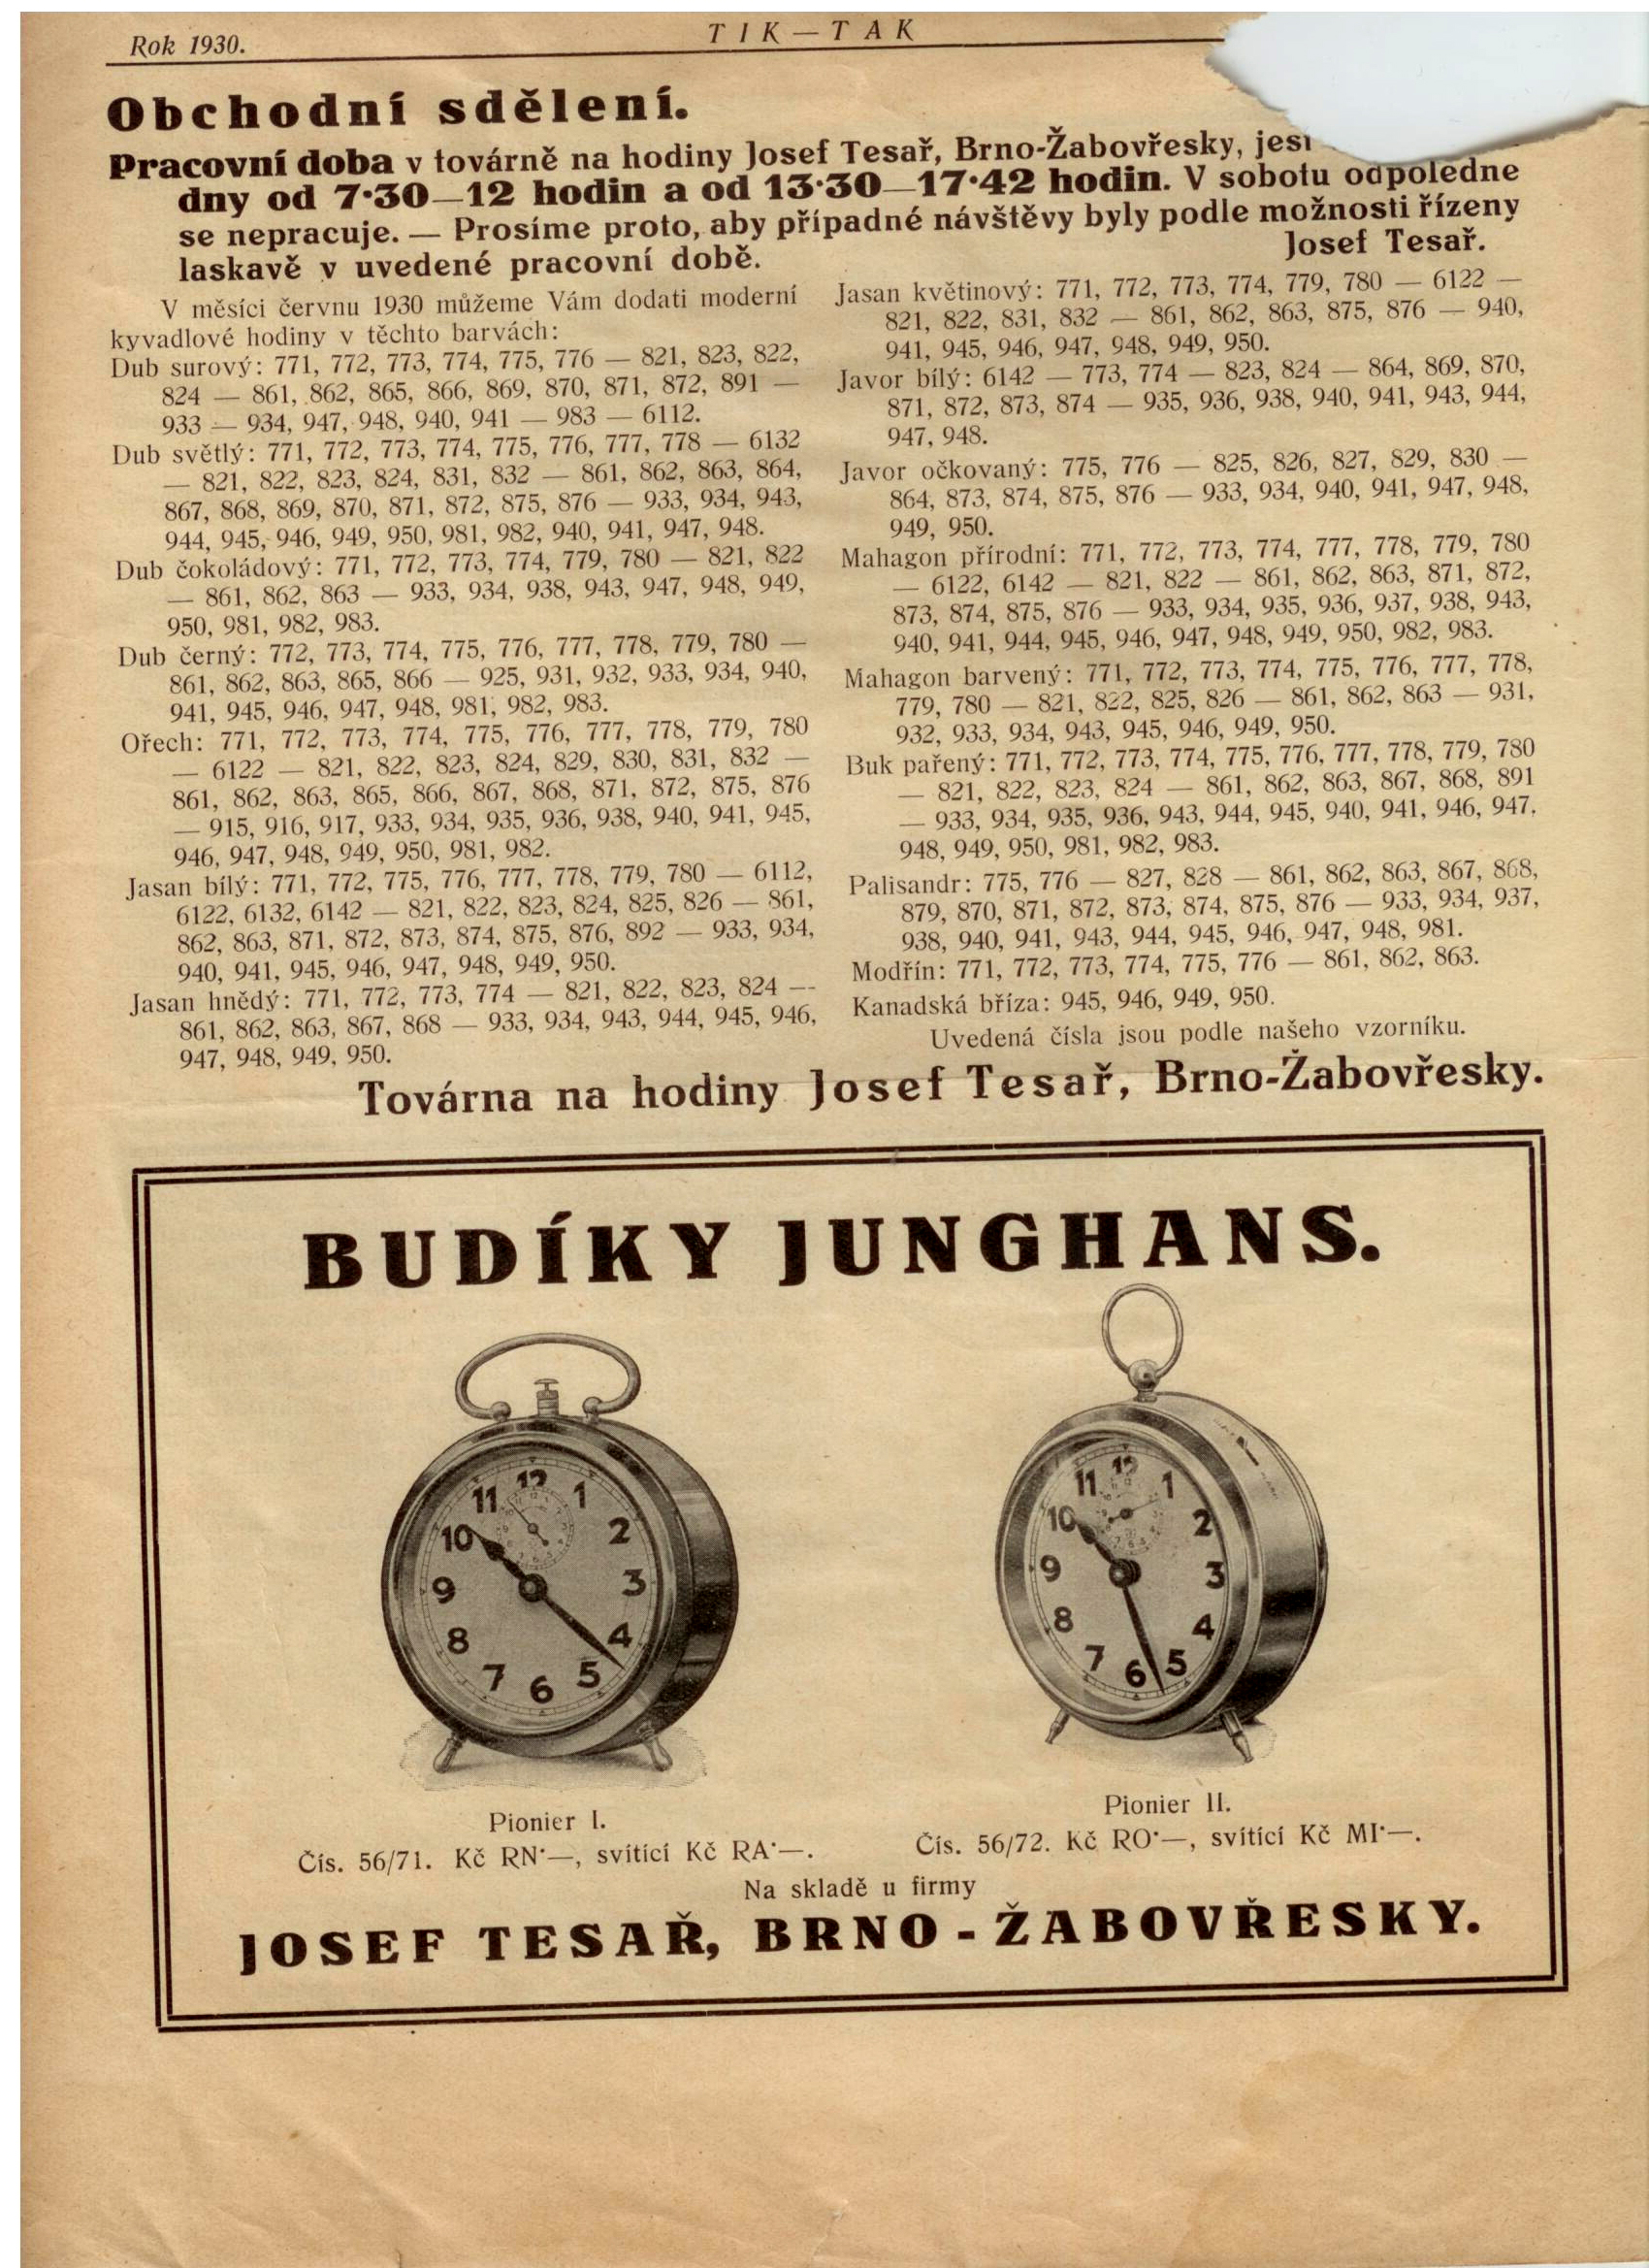 Rok 1930.
TIK—TAK
Obchodní sdělení.
Pracovní doba v továrně na hodiny Josef Tesař, Brno-Žabovřesky,
dny od 7·30—12 hodin a od 13·30—17·42 hodin. V sobotu odpoledne
se nepracuje. — Prosíme proto, aby případné návštěvy byly podle možnosti řízeny
laskavě v uvedené pracovní době.
Josef Tesař.
V měsíci červnu 1930 můžeme Vám dodati moderní
kyvadlové hodiny v těchto barvách:
Dub surový: 771, 772, 773, 774, 775, 776 — 821, 823, 822,
824 — 861, 862, 865, 866, 869, 870, 871, 872, 891 —
933 — 934, 947, 948, 940, 941 — 983 — 6112.
Dub světlý: 771, 772, 773, 774, 775, 776, 777, 778 — 6132
— 821, 822, 823, 824, 831, 832 — 861, 862, 863, 864,
867, 868, 869, 870, 871, 872, 875, 876 — 933, 934, 943,
944, 945, 946, 949, 950, 981, 982, 940, 941, 947, 948.
Dub čokoládový: 771, 772, 773, 774, 779, 780 — 821, 822
— 861, 862, 863 — 933, 934, 938, 943, 947, 948, 949,
950, 981, 982, 983.
Dub černý: 772, 773, 774, 775, 776, 777, 778, 779, 780 —
861, 862, 863, 865, 866 — 925, 931, 932, 933, 934, 940,
941, 945, 946, 947, 948, 981, 982, 983.
Ořech: 771, 772, 773, 774, 775, 776, 777, 778, 779, 780
— 6122 — 821, 822, 823, 824, 829, 830, 831, 832 —
861, 862, 863, 865, 866, 867, 868, 871, 872, 875, 876
— 915, 916, 917, 933, 934, 935, 936, 938, 940, 941, 945,
946, 947, 948, 949, 950, 981, 982.
Jasan bílý: 771, 772, 775, 776, 777, 778, 779, 780 — 6112,
6122, 6132, 6142 — 821, 822, 823, 824, 825, 826 — 861,
862, 863, 871, 872, 873, 874, 875, 876, 892 — 933, 934,
940, 941, 945, 946, 947, 948, 949, 950.
Jasan hnědý: 771, 772, 773, 774 — 821, 822, 823, 824 —
861, 862, 863, 867, 868 — 933, 934, 943, 944, 945, 946,
947, 948, 949, 950.
Jasan květinový: 771, 772, 773, 774, 779, 780 — 6122 —
821, 822, 831, 832 — 861, 862, 863, 875, 876 — 940,
941, 945, 946, 947, 948, 949, 950.
Javor bílý: 6142 — 773, 774 — 823, 824 — 864, 869, 870,
871, 872, 873, 874 — 935, 936, 938, 940, 941, 943, 944,
947, 948.
Javor očkovaný: 775, 776 — 825, 826, 827, 829, 830 —
864, 873, 874, 875, 876 — 933, 934, 940, 941, 947, 948,
949, 950.
Mahagon přírodní: 771, 772, 773, 774, 777, 778, 779, 780
— 6122, 6142 — 821, 822 — 861, 862, 863, 871, 872,
873, 874, 875, 876 — 933, 934, 935, 936, 937, 938, 943,
940, 941, 944, 945, 946, 947, 948, 949, 950, 982, 983.
Mahagon barvený: 771, 772, 773, 774, 775, 776, 777, 778,
779, 780 — 821, 822, 825, 826 — 861, 862, 863 — 931,
932, 933, 934, 943, 945, 946, 949, 950.
Buk pařený: 771, 772, 773, 774, 775, 776, 777, 778, 779, 780
— 821, 822, 823, 824 — 861, 862, 863, 867, 868, 891
— 933, 934, 935, 936, 943, 944, 945, 940, 941, 946, 947,
948, 949, 950, 981, 982, 983.
Palisandr: 775, 776 — 827, 828 — 861, 862, 863, 867, 868,
879, 870, 871, 872, 873, 874, 875, 876 — 933, 934, 937,
938, 940, 941, 943, 944, 945, 946, 947, 948, 981.
Modřín: 771, 772, 773, 774, 775, 776 — 861, 862, 863.
Kanadská bříza: 945, 946, 949, 950.
Uvedená čísla jsou podle našeho vzorníku.
Továrna na hodiny Josef Tesař, Brno-Žabovřesky.
BUDÍKY JUNGHANS.
12 1 2 3 4 5 6 7 8 9 10 11
12 1 2 3 4 5 6 7 8 9 10 11
Pionier I.
Čís. 56/71. Kč RN·—, svítící Kč RA·—.
Pionier II.
Čís. 56/72. Kč RO·—, svítící Kč MI·—.
Na skladě u firmy
JOSEF TESAŘ, BRNO - ŽABOVŘESKY.